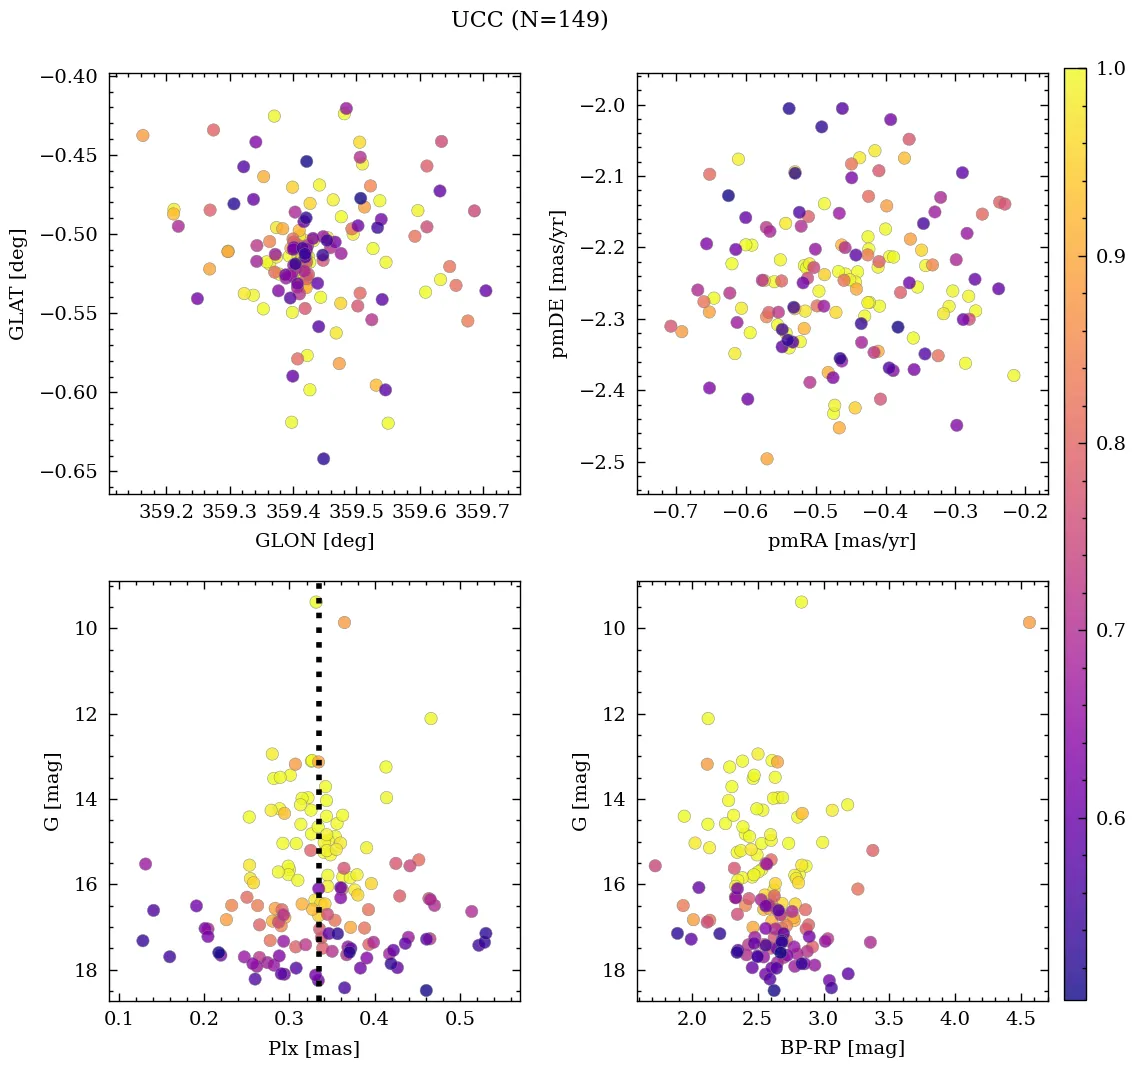 UCC (N=149)
−0.40
−0.45
−0.50
−0.55
−0.60
−0.65
GLAT [deg]
359.2 359.3 359.4 359.5 359.6 359.7
GLON [deg]
−2.0
−2.1
−2.2
−2.3
−2.4
−2.5
pmDE [mas/yr]
−0.7 −0.6 −0.5 −0.4 −0.3 −0.2
pmRA [mas/yr]
1.0
0.9
0.8
0.7
0.6
10
12
14
16
18
G [mag]
0.1 0.2 0.3 0.4 0.5
Plx [mas]
10
12
14
16
18
G [mag]
2.0 2.5 3.0 3.5 4.0 4.5
BP-RP [mag]